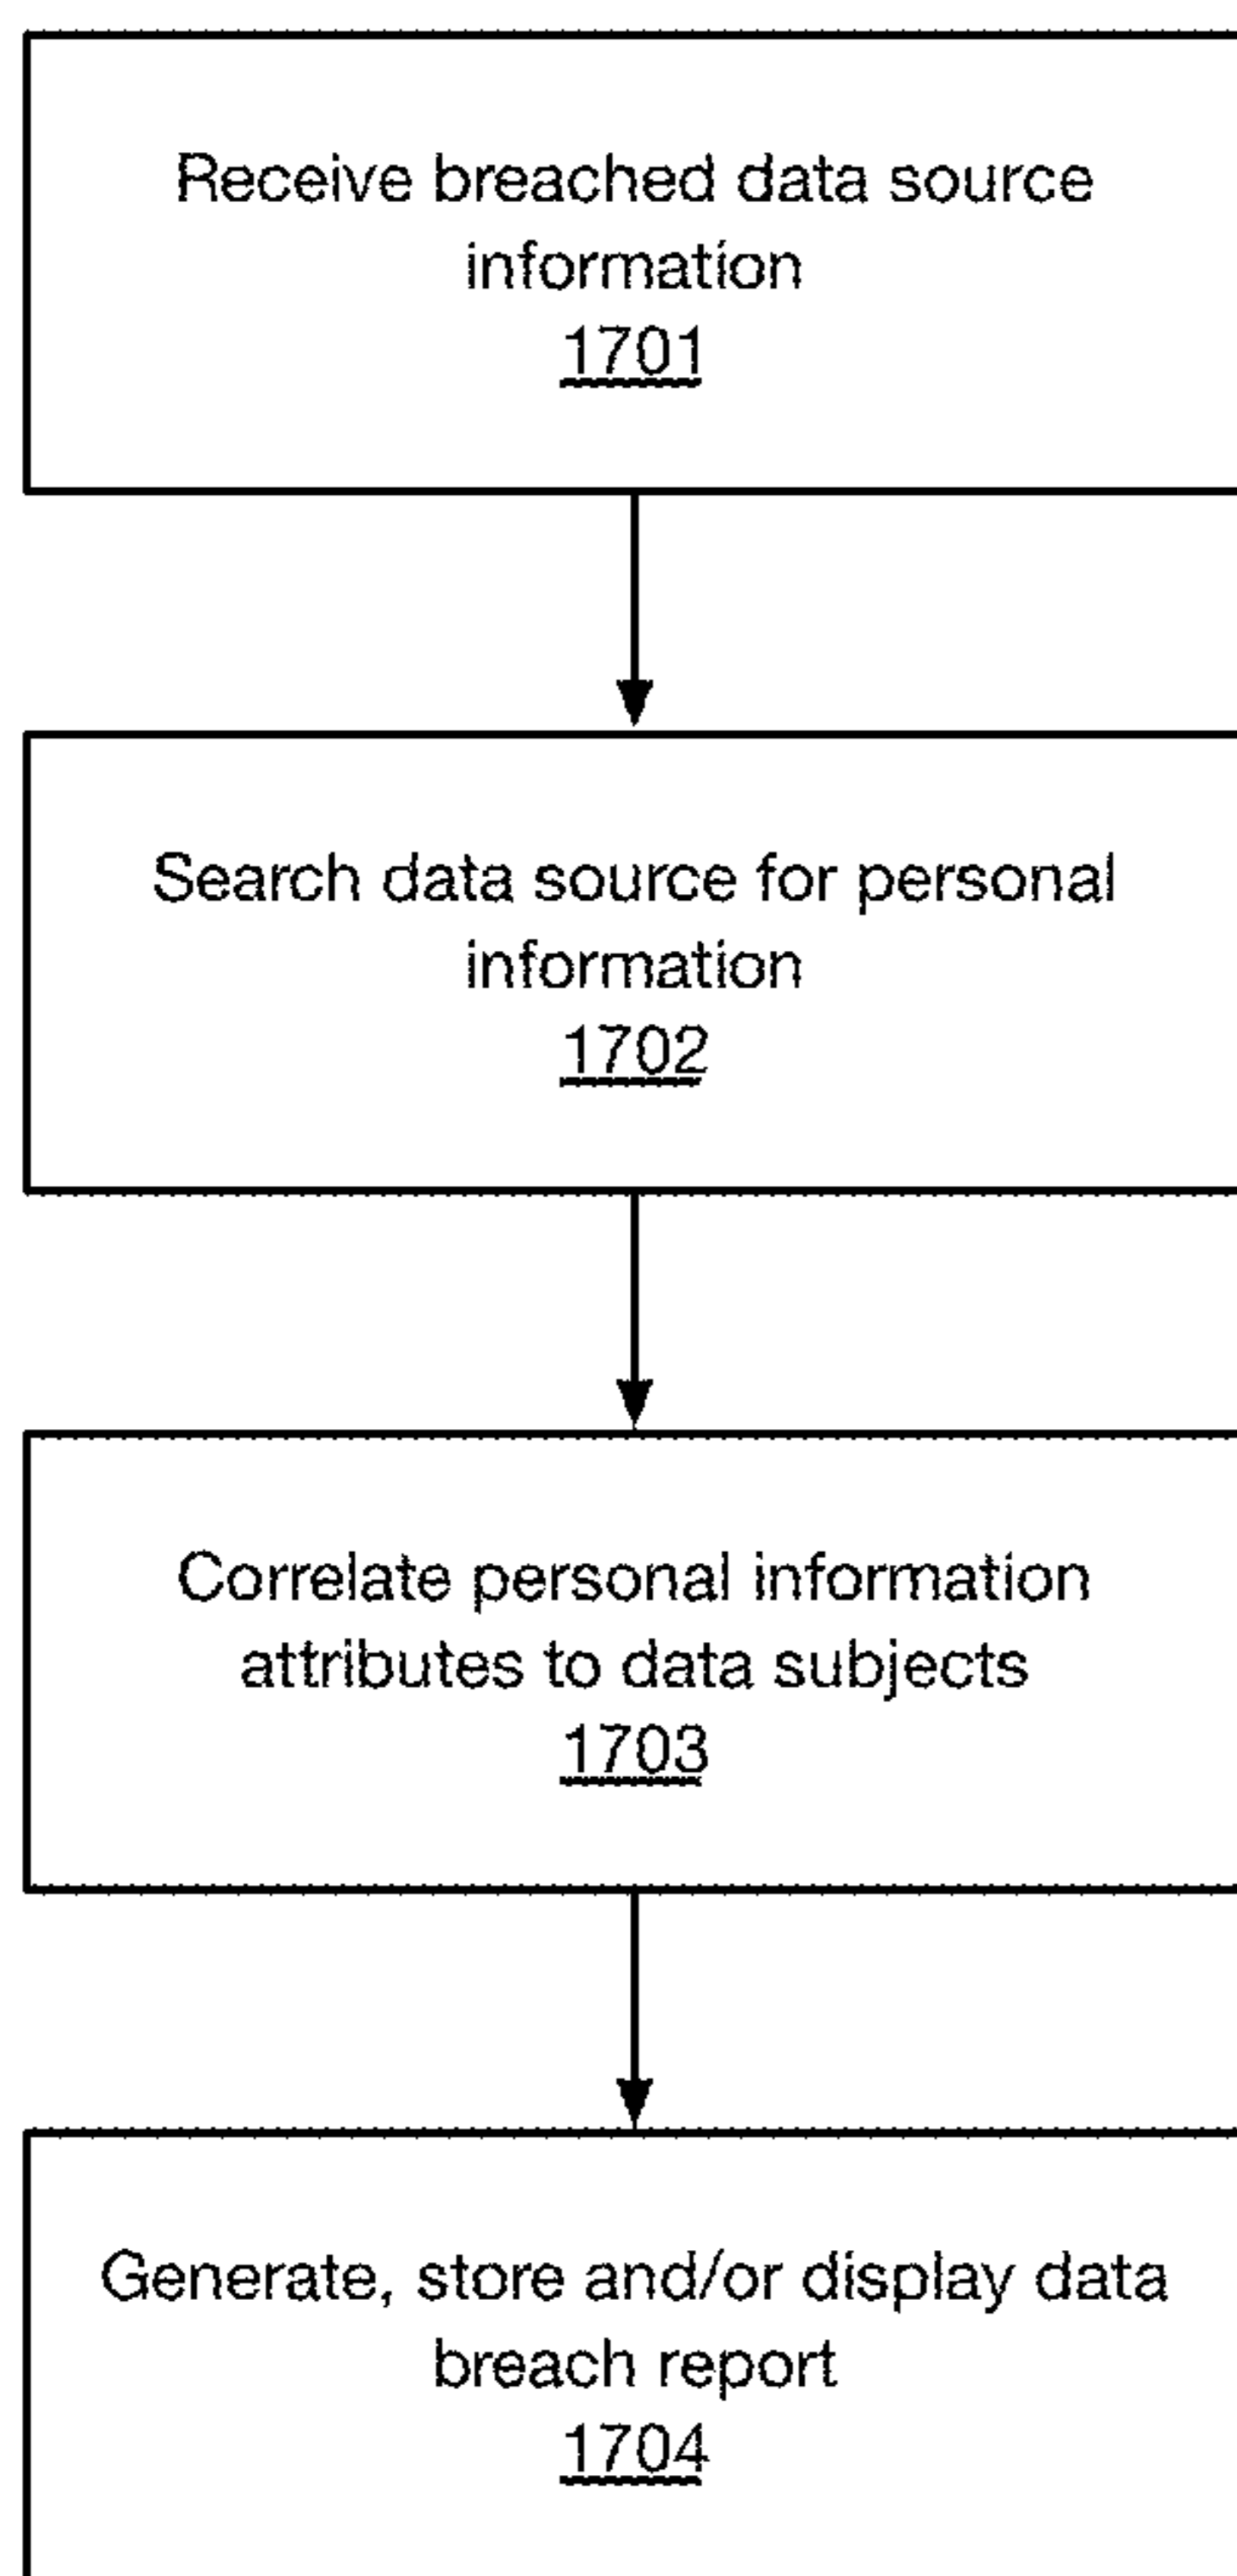 Receive breached data source
information
1701
Search data source for personal
information
1702
Correlate personal information
attributes to data subjects
1703
Generate, store and/or display data
breach report
1704